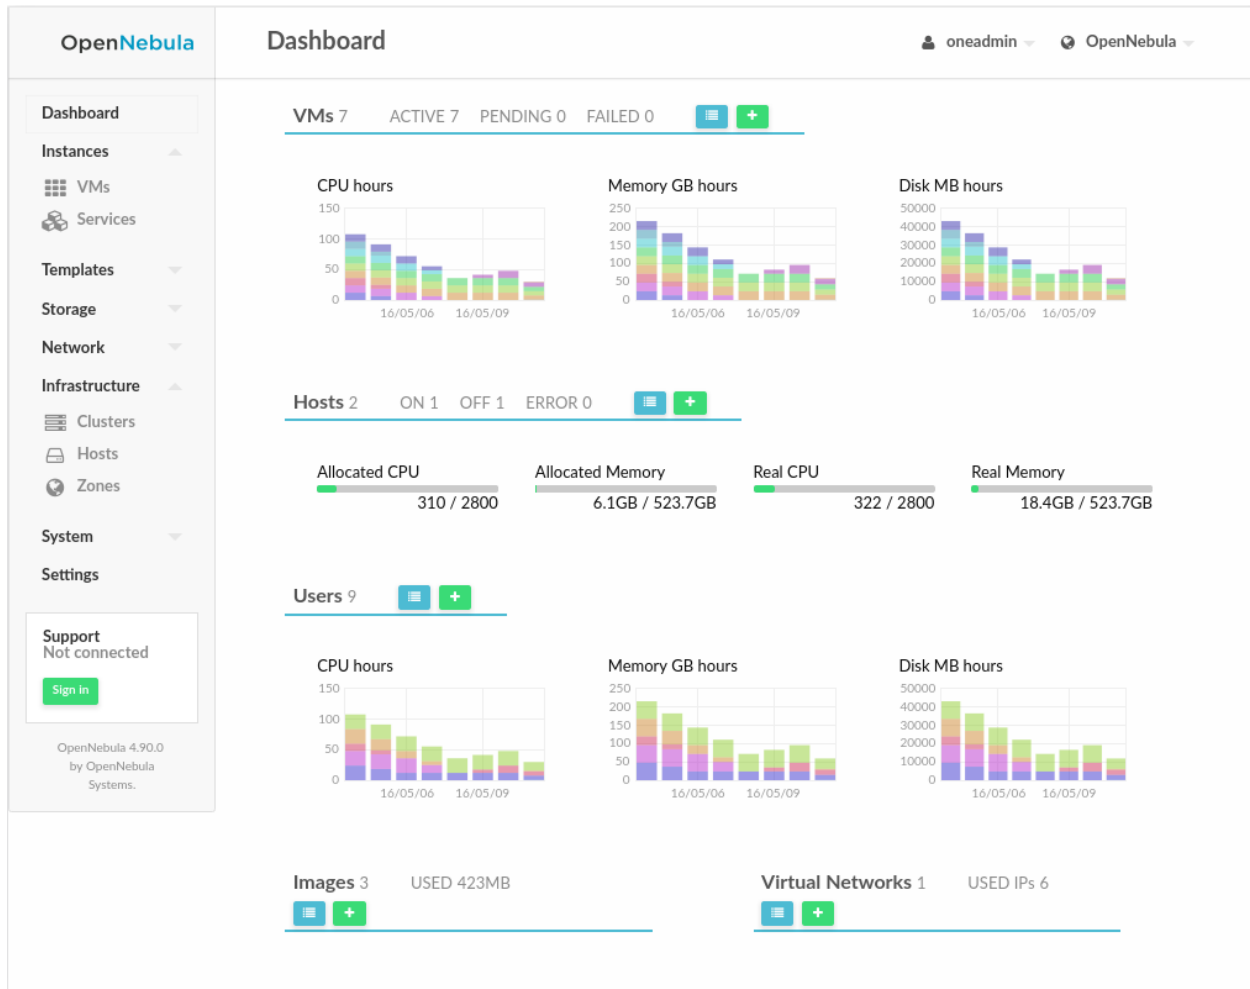 OpenNebula
Dashboard
oneadmin
OpenNebula
Dashboard
Instances
VMs
Services
Templates
Storage
Network
Infrastructure
Clusters
Hosts
Zones
System
Settings
Support
Not connected
Sign in
OpenNebula 4.90.0
by OpenNebula
Systems.
VMs 7 ACTIVE 7 PENDING 0 FAILED 0
CPU hours
150
100
50
0
16/05/06 16/05/09
Memory GB hours
250
200
150
100
50
0
16/05/06 16/05/09
Disk MB hours
50000
40000
30000
20000
10000
0
16/05/06 16/05/09
Hosts 2 ON 1 OFF 1 ERROR 0
Allocated CPU
310 / 2800
Allocated Memory
6.1GB / 523.7GB
Real CPU
322 / 2800
Real Memory
18.4GB / 523.7GB
Users 9
CPU hours
150
100
50
0
16/05/06 16/05/09
Memory GB hours
250
200
150
100
50
0
16/05/06 16/05/09
Disk MB hours
50000
40000
30000
20000
10000
0
16/05/06 16/05/09
Images 3 USED 423MB
Virtual Networks 1 USED IPs 6